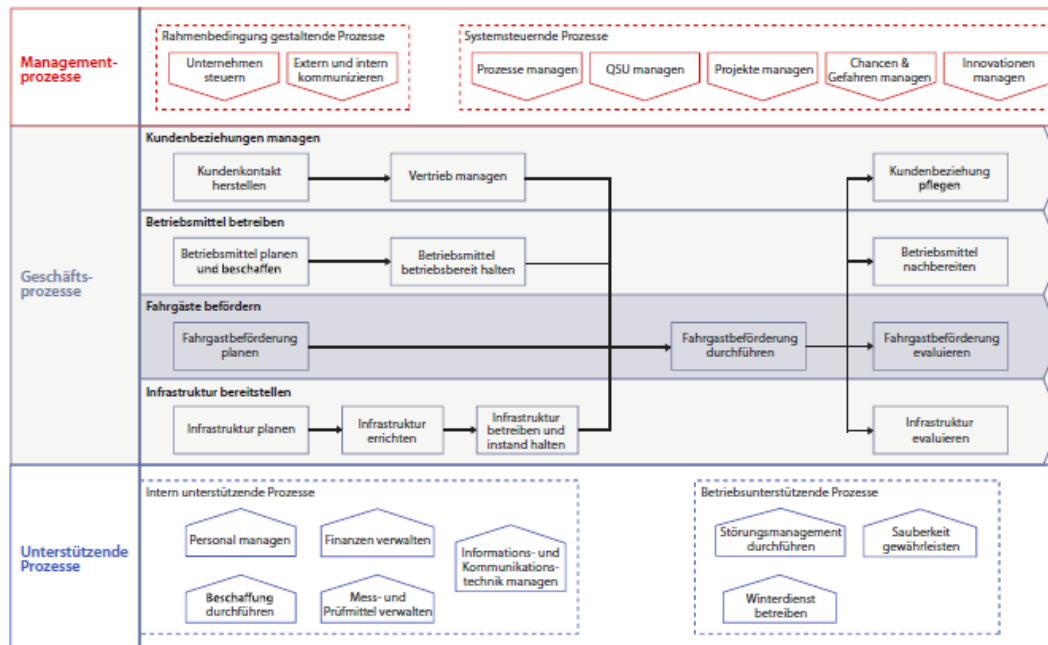 Management-
prozesse
Rahmenbedingung gestaltende Prozesse
Unternehmen
steuern
Extern und intern
kommunizieren
Systemsteuernde Prozesse
Prozesse managen
QSU managen
Projekte managen
Chancen &
Gefahren managen
Innovationen
managen
Geschäfts-
prozesse
Kundenbeziehungen managen
Kundenkontakt
herstellen
Vertrieb managen
Kundenbeziehung
pflegen
Betriebsmittel betreiben
Betriebsmittel planen
und beschaffen
Betriebsmittel
betriebsbereit halten
Betriebsmittel
nachbereiten
Fahrgäste befördern
Fahrgastbeförderung
planen
Fahrgastbeförderung
durchführen
Fahrgastbeförderung
evaluieren
Infrastruktur bereitstellen
Infrastruktur planen
Infrastruktur
errichten
Infrastruktur
betreiben und
instand halten
Infrastruktur
evaluieren
Unterstützende
Prozesse
Intern unterstützende Prozesse
Personal managen
Finanzen verwalten
Informations- und
Kommunikations-
technik managen
Beschaffung
durchführen
Mess- und
Prüfmittel verwalten
Betriebsunterstützende Prozesse
Störungsmanagement
durchführen
Sauberkeit
gewährleisten
Winterdienst
betreiben